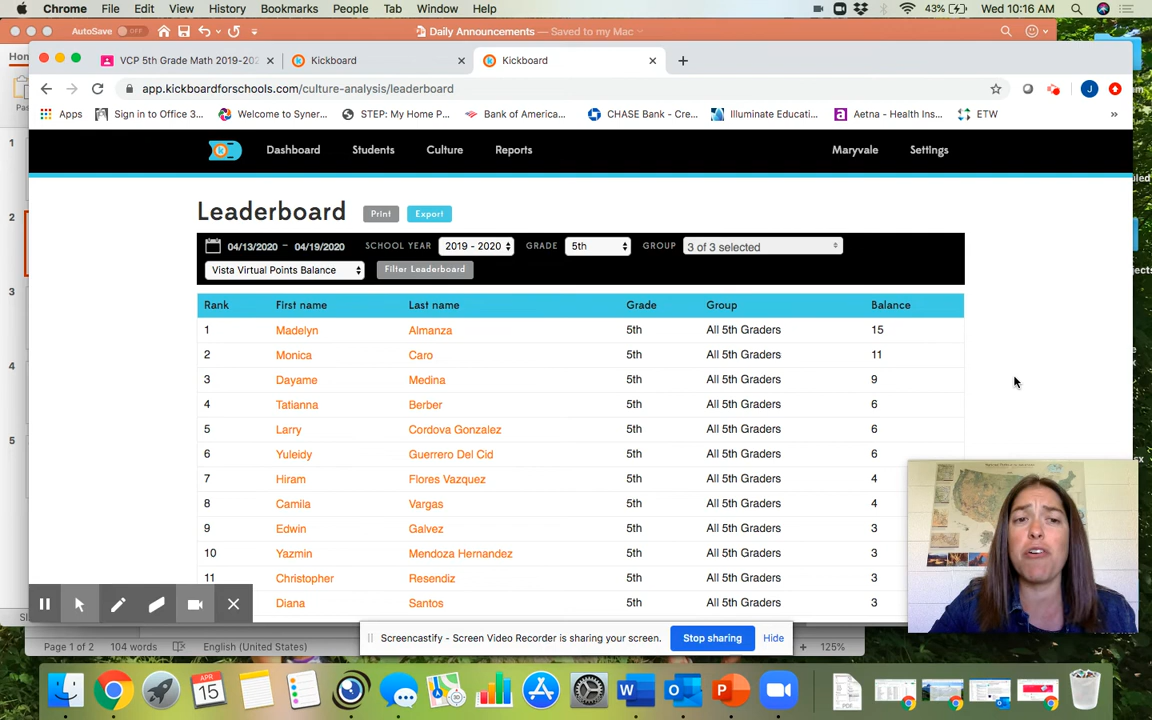 Chrome File Edit View History Bookmarks People Tab Window Help 43% Wed 10:16 AM
AutoSave OFF Daily Announcements — Saved to my Mac
VCP 5th Grade Math 2019-202 Kickboard Kickboard
app.kickboardforschools.com/culture-analysis/leaderboard J
Apps Sign in to Office 3... Welcome to Syner... STEP: My Home P... Bank of America... CHASE Bank - Cre... Illuminate Educati... Aetna - Health Ins... ETW »
Dashboard Students Culture Reports Maryvale Settings
Leaderboard Print Export
04/13/2020 – 04/19/2020 SCHOOL YEAR 2019 - 2020 GRADE 5th GROUP 3 of 3 selected
Vista Virtual Points Balance Filter Leaderboard
Rank First name Last name Grade Group Balance
1 Madelyn Almanza 5th All 5th Graders 15
2 Monica Caro 5th All 5th Graders 11
3 Dayame Medina 5th All 5th Graders 9
4 Tatianna Berber 5th All 5th Graders 6
5 Larry Cordova Gonzalez 5th All 5th Graders 6
6 Yuleidy Guerrero Del Cid 5th All 5th Graders 6
7 Hiram Flores Vazquez 5th All 5th Graders 4
8 Camila Vargas 5th All 5th Graders 4
9 Edwin Galvez 5th All 5th Graders 3
10 Yazmin Mendoza Hernandez 5th All 5th Graders 3
11 Christopher Resendiz 5th All 5th Graders 3
Diana Santos 5th All 5th Graders 3
1
2
3
4
5
Screencastify - Screen Video Recorder is sharing your screen. Stop sharing Hide
Page 1 of 2 104 words English (United States) 125%
APR
15